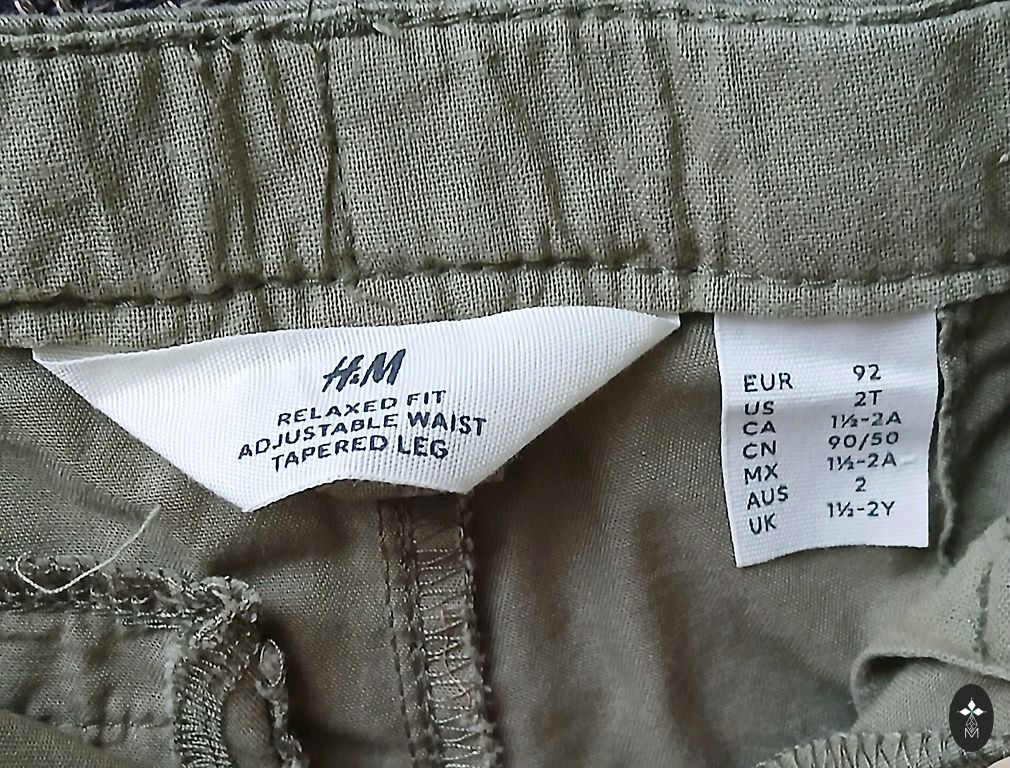 H&M
RELAXED FIT
ADJUSTABLE WAIST
TAPERED LEG
EUR 92
US 2T
CA 1½-2A
CN 90/50
MX 1½-2A
AUS 2
UK 1½-2Y
M